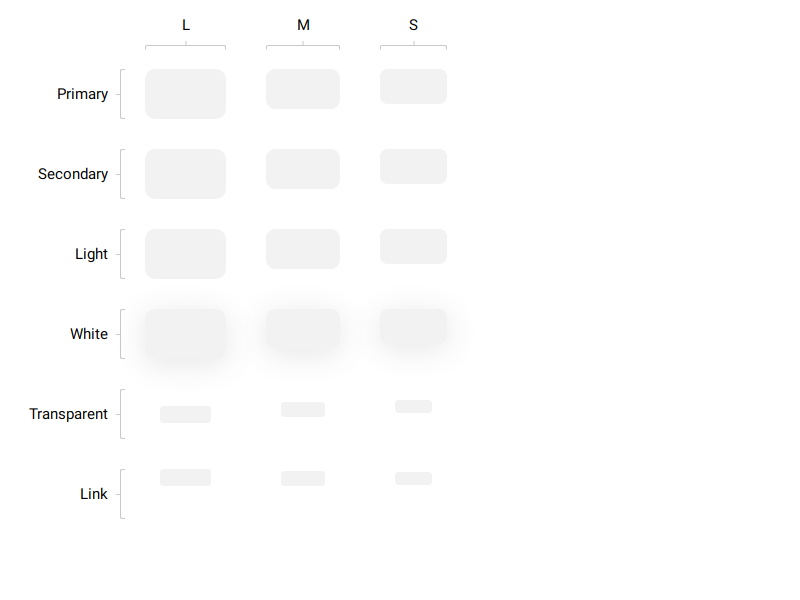 L M S
Primary
Secondary
Light
White
Transparent
Link